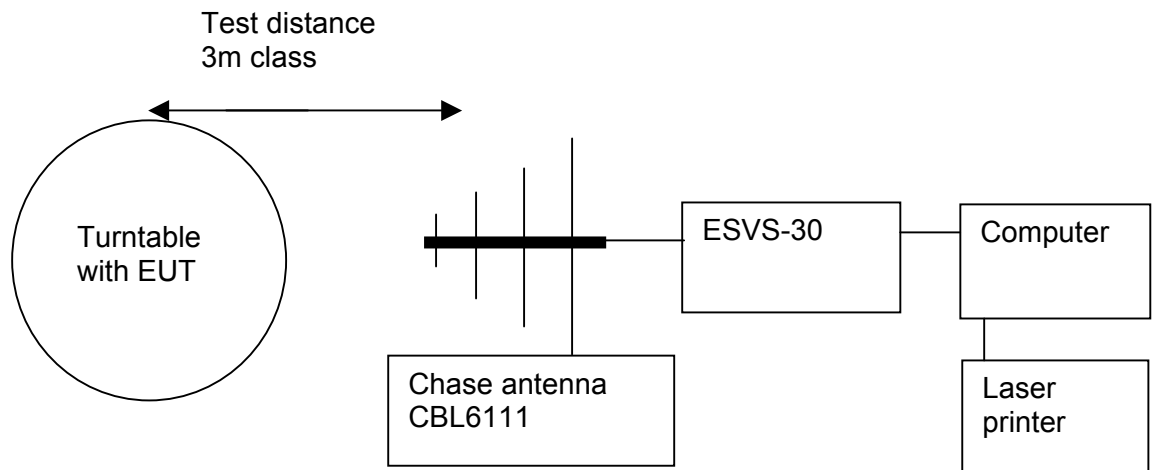 Test distance
3m class
Turntable
with EUT
ESVS-30
Computer
Chase antenna
CBL6111
Laser
printer